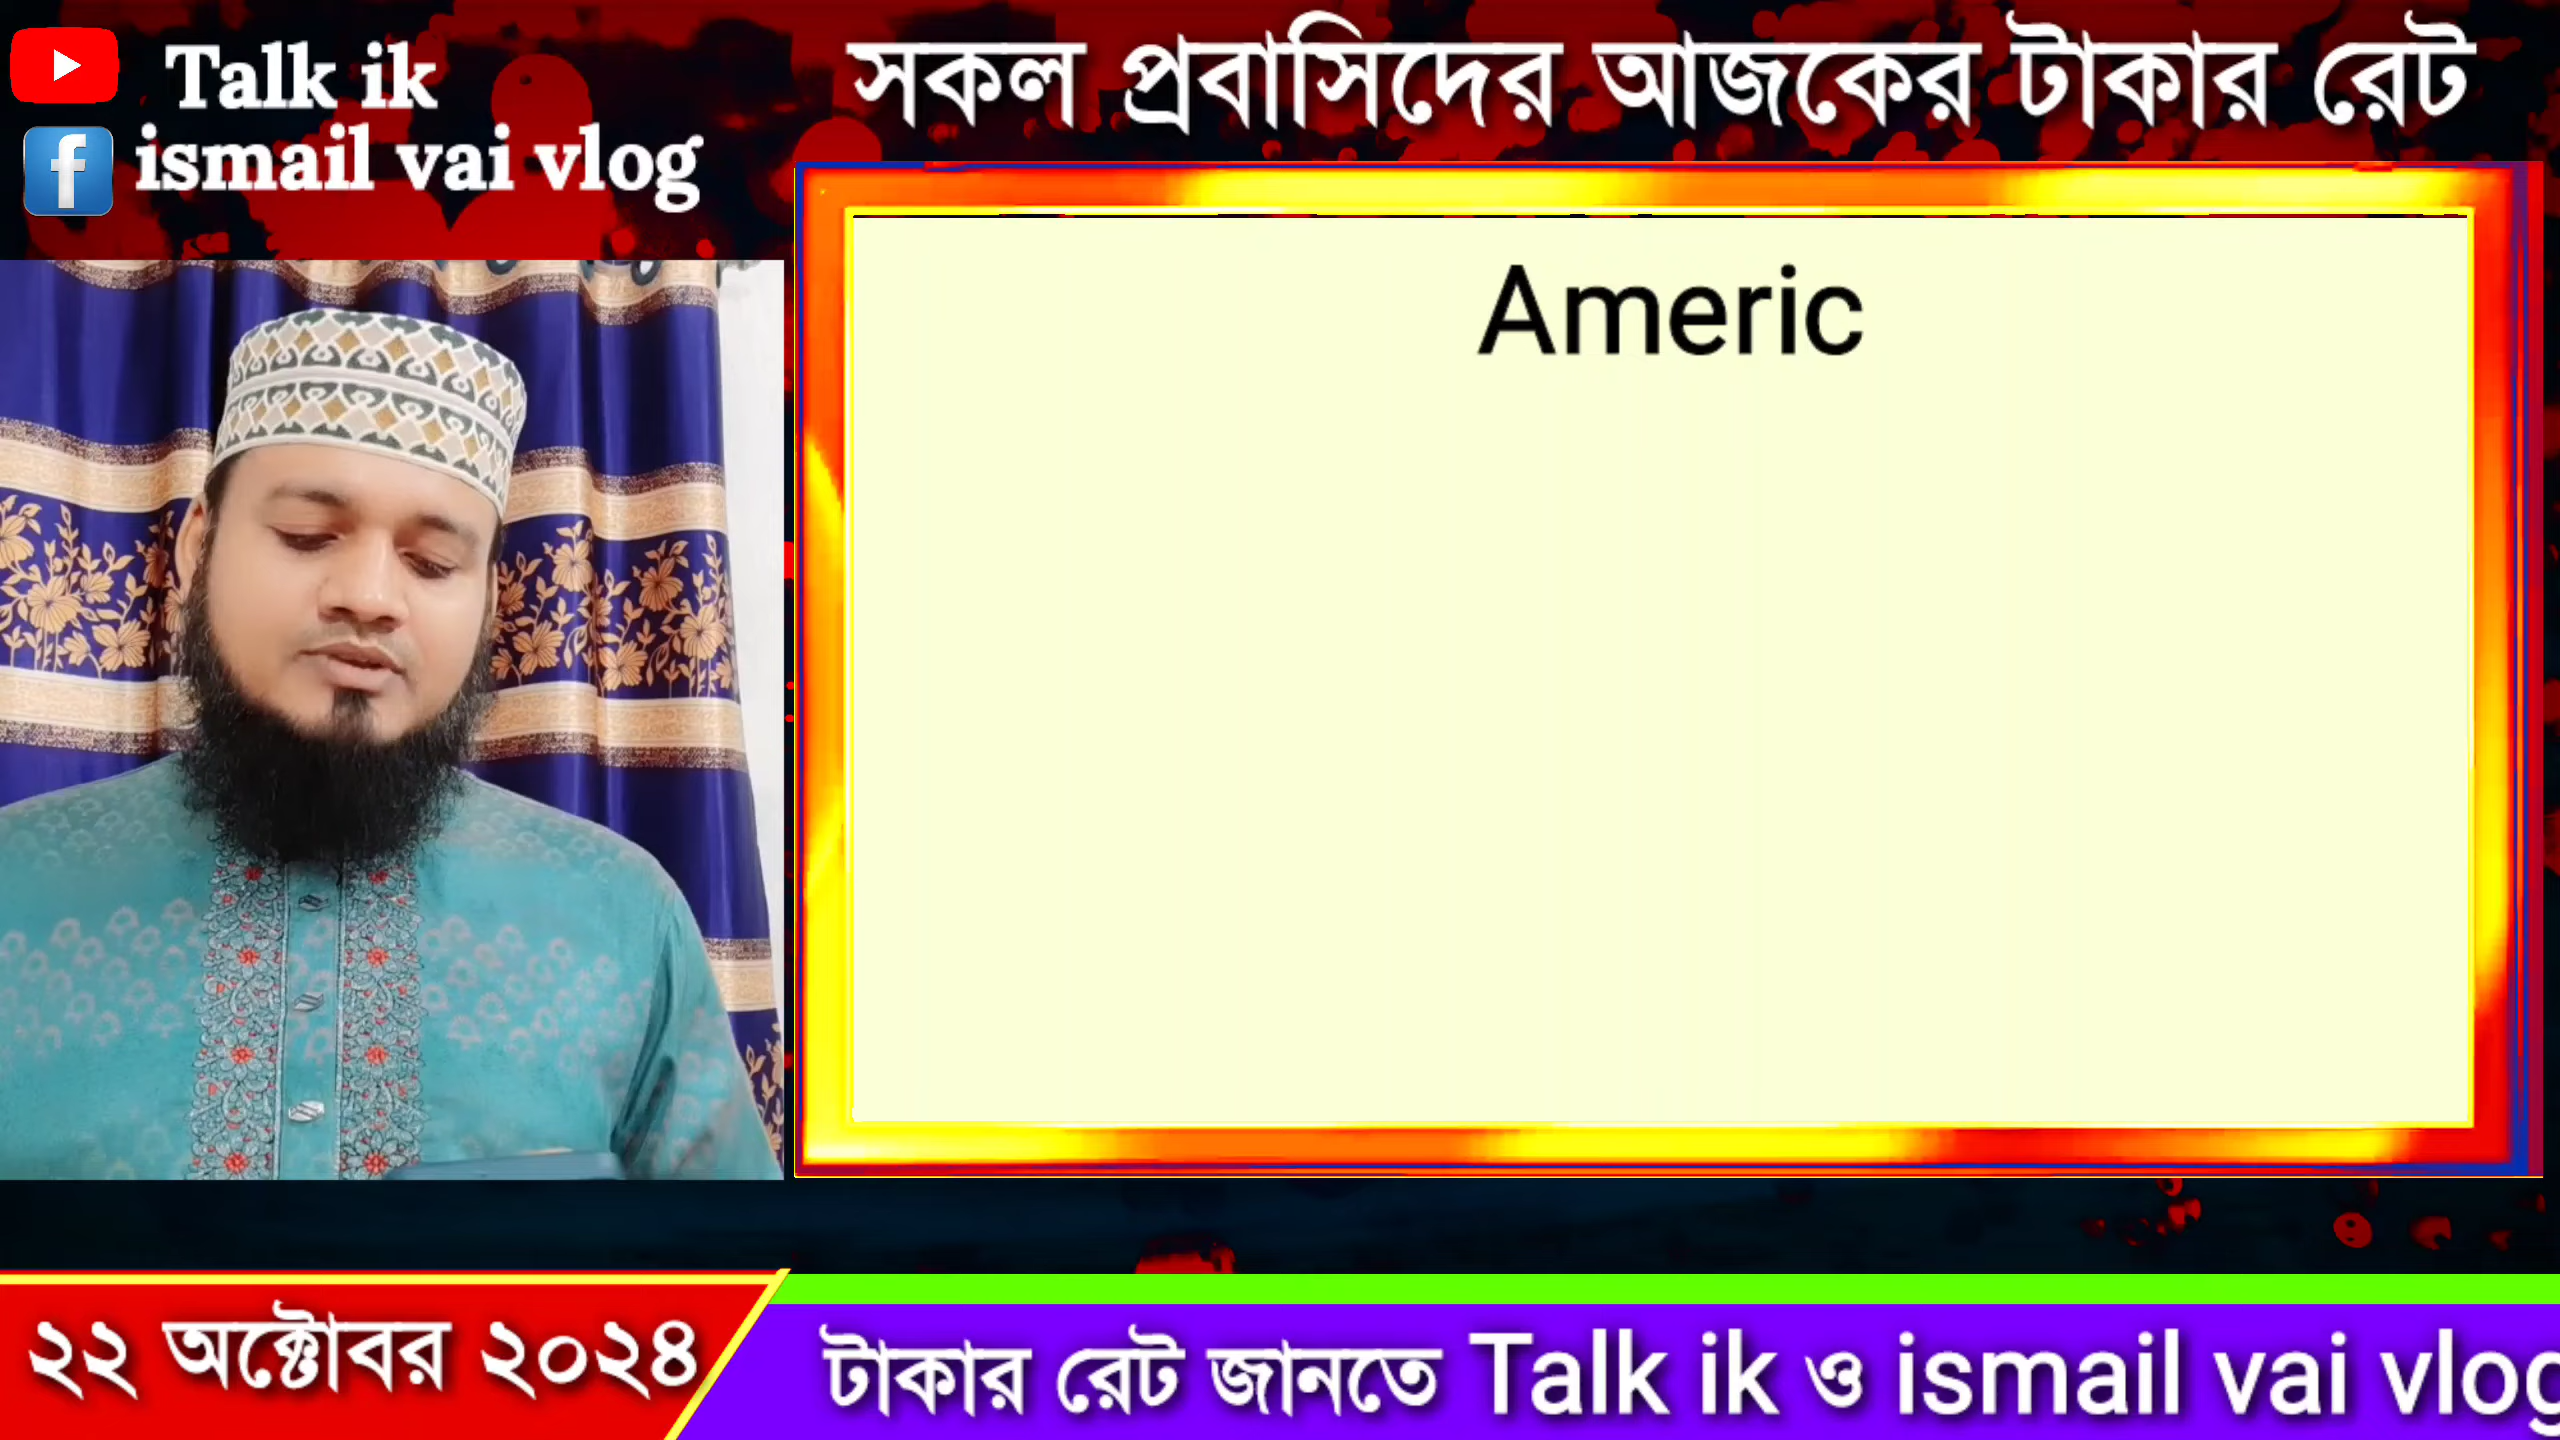 Talk ik
ismail vai vlog
সকল প্রবাসিদের আজকের টাকার রেট
Americ
২২ অক্টোবর ২০২৪
টাকার রেট জানতে Talk ik ও ismail vai vlog